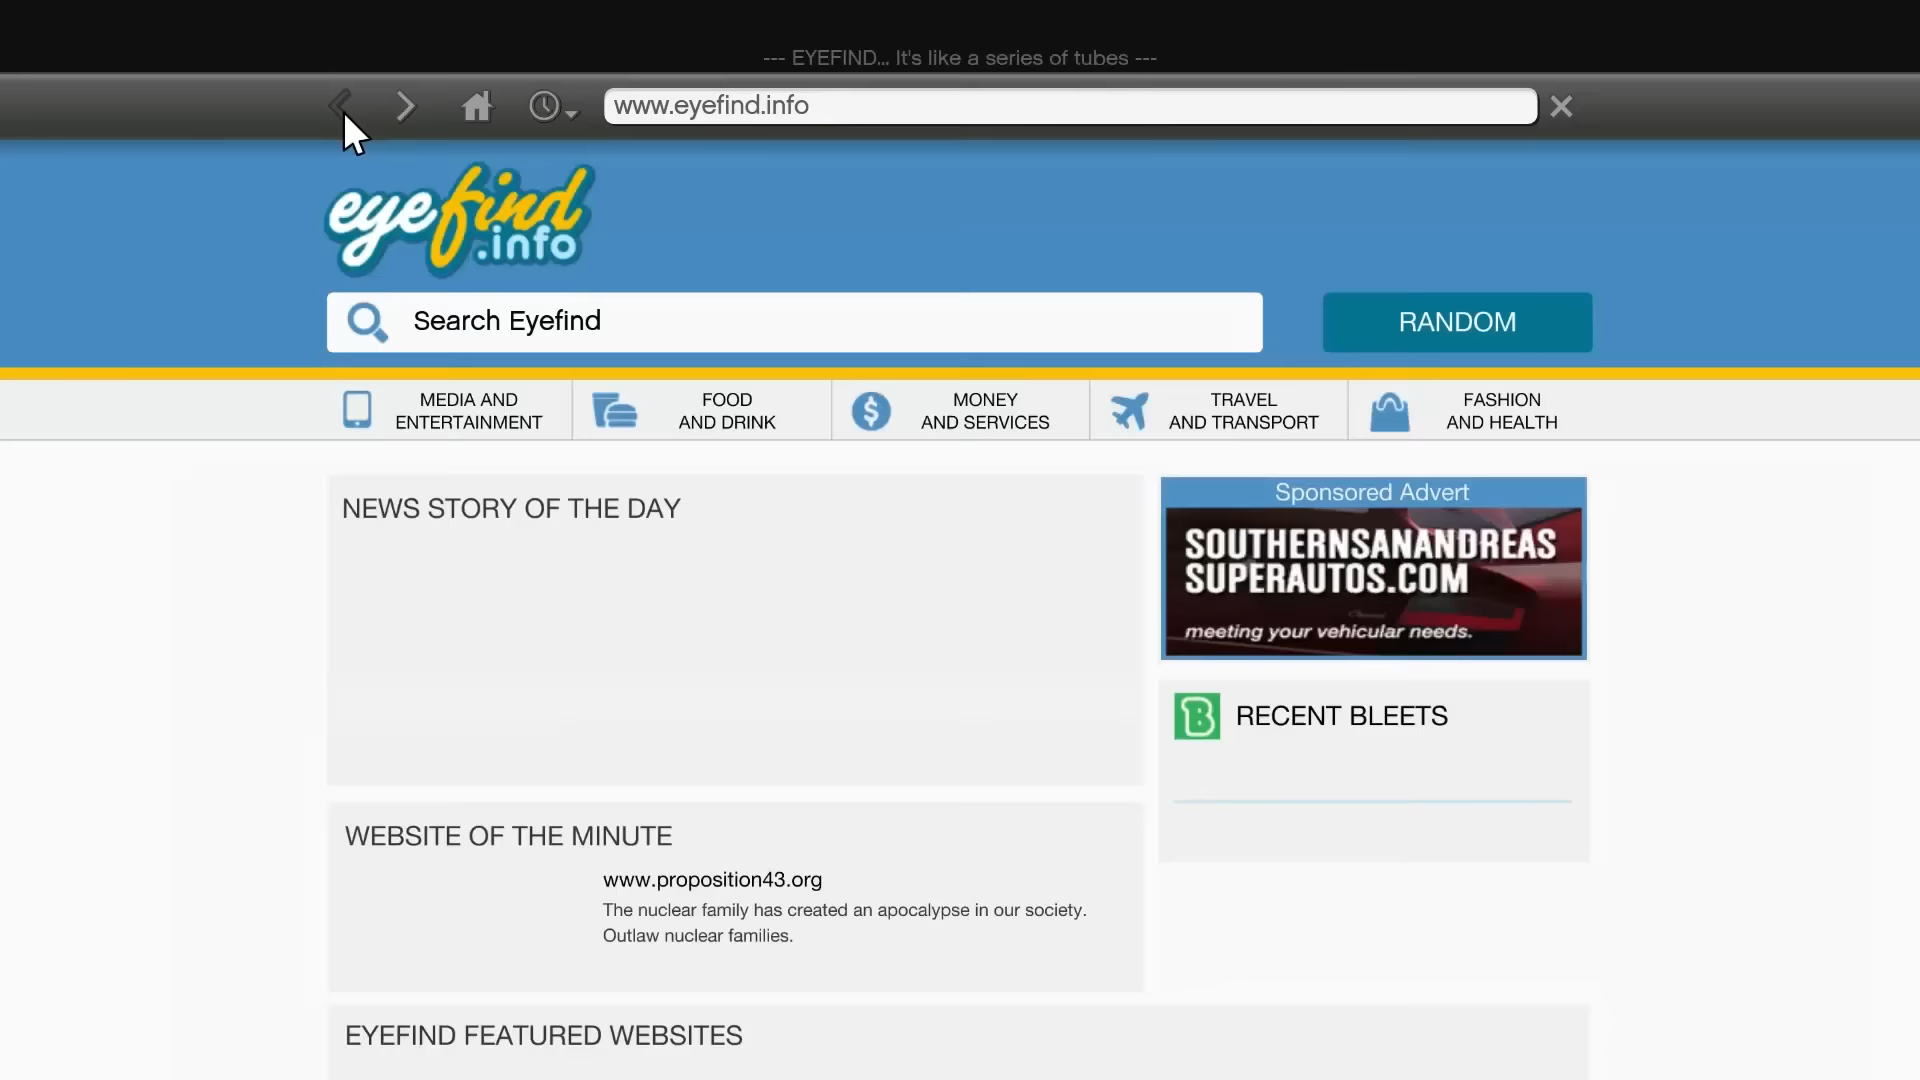 --- EYEFIND... It's like a series of tubes ---
www.eyefind.info
eyefind
.info
Search Eyefind
RANDOM
MEDIA AND
ENTERTAINMENT
FOOD
AND DRINK
MONEY
AND SERVICES
TRAVEL
AND TRANSPORT
FASHION
AND HEALTH
NEWS STORY OF THE DAY
Sponsored Advert
SOUTHERNSANANDREAS
SUPERAUTOS.COM
meeting your vehicular needs.
B RECENT BLEETS
WEBSITE OF THE MINUTE
www.proposition43.org
The nuclear family has created an apocalypse in our society.
Outlaw nuclear families.
EYEFIND FEATURED WEBSITES